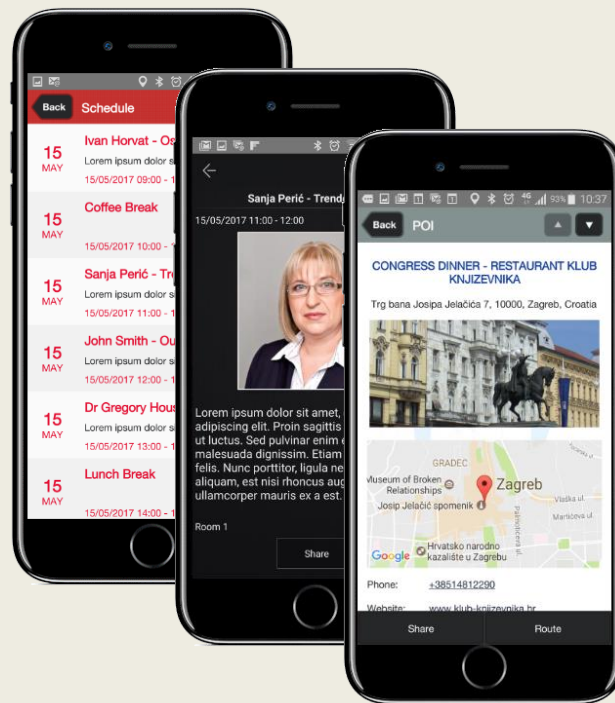 Back Schedule
15
MAY
Ivan Horvat - Os
Lorem ipsum dolor s
15/05/2017 09:00 - 1
15
MAY
Coffee Break
15/05/2017 10:00 - 1
15
MAY
Sanja Perić - Tre
Lorem ipsum dolor s
15/05/2017 11:00 - 1
15
MAY
John Smith - Ou
Lorem ipsum dolor s
15/05/2017 12:00 - 1
15
MAY
Dr Gregory Hous
Lorem ipsum dolor s
15/05/2017 13:00 - 1
15
MAY
Lunch Break
15/05/2017 14:00 - 1
Sanja Perić - Trend
15/05/2017 11:00 - 12:00
Lorem ipsum dolor sit amet,
adipiscing elit. Proin sagittis
ut luctus. Sed pulvinar enim
malesuada dignissim. Etiam
felis. Nunc porttitor, ligula ne
aliquam, est nisi rhoncus aug
ullamcorper mauris ex a est.
Room 1
Share
4G 93% 10:37
Back POI
CONGRESS DINNER - RESTAURANT KLUB
KNJIZEVNIKA
Trg bana Josipa Jelačića 7, 10000, Zagreb, Croatia
GRADEC
Museum of Broken
Relationships
Zagreb
Josip Jelačić spomenik
Vlaška ul.
Martićeva ul.
Hrvatsko narodno
kazalište u Zagrebu
Google
Phone: +38514812290
Website: www.klub-knjizevnika.hr
Share Route